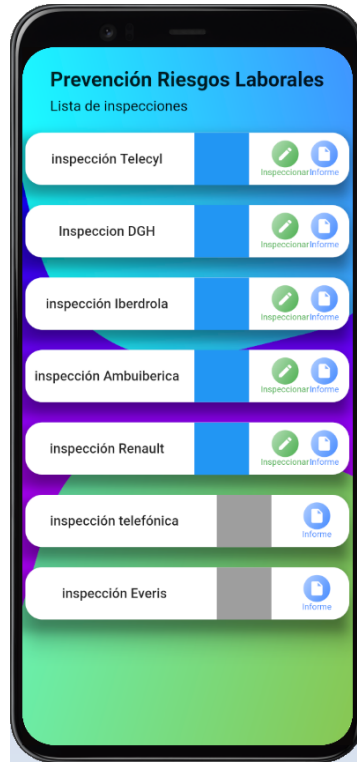 Prevención Riesgos Laborales
Lista de inspecciones
inspección Telecyl
Inspeccionar Informe
Inspeccion DGH
Inspeccionar Informe
inspección Iberdrola
Inspeccionar Informe
inspección Ambuiberica
Inspeccionar Informe
inspección Renault
Inspeccionar Informe
inspección telefónica
Informe
inspección Everis
Informe